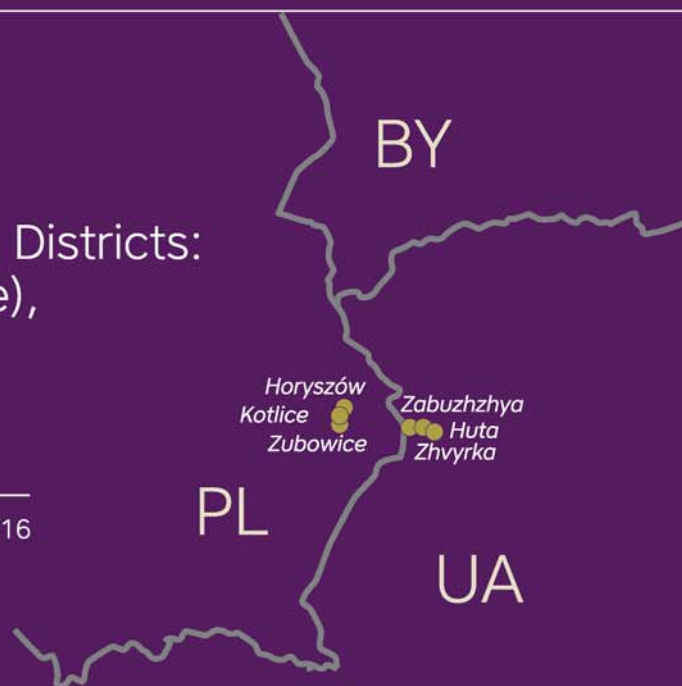 BY
Districts:
e),
Horyszów
Kotlice
Zubowice
Zabuzhzhya
Huta
Zhvyrka
PL
16
UA